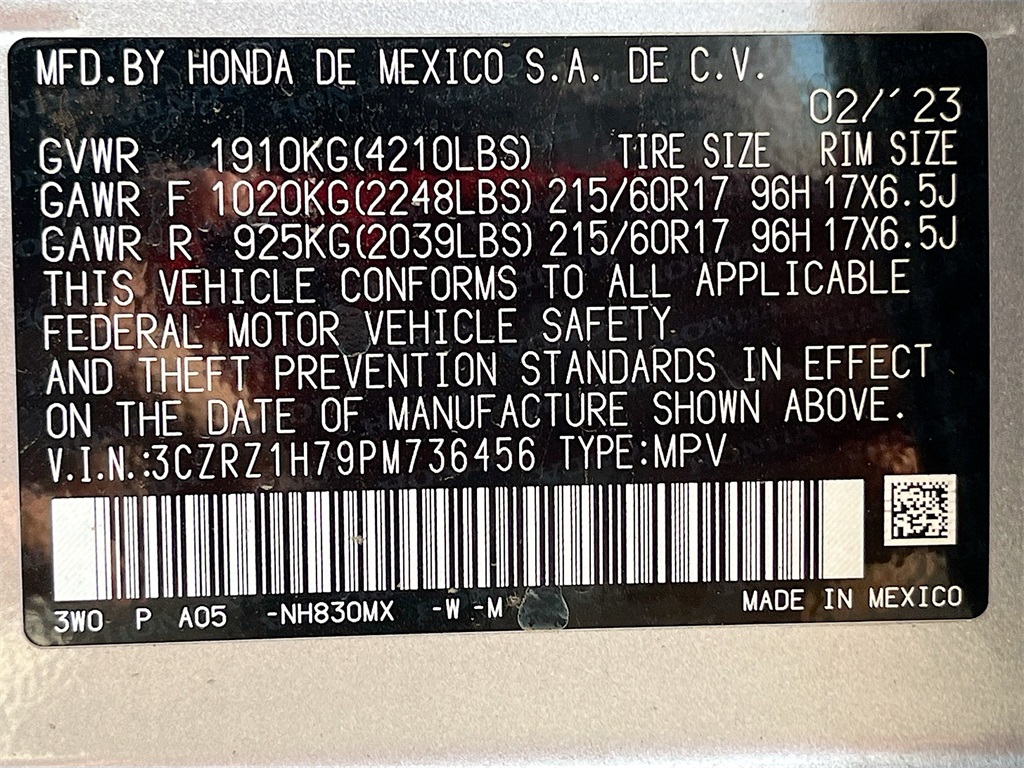 MFD.BY HONDA DE MEXICO S.A. DE C.V.
02/'23
GVWR 1910KG(4210LBS) TIRE SIZE RIM SIZE
GAWR F 1020KG(2248LBS) 215/60R17 96H 17X6.5J
GAWR R 925KG(2039LBS) 215/60R17 96H 17X6.5J
THIS VEHICLE CONFORMS TO ALL APPLICABLE
FEDERAL MOTOR VEHICLE SAFETY
AND THEFT PREVENTION STANDARDS IN EFFECT
ON THE DATE OF MANUFACTURE SHOWN ABOVE.
V.I.N.:3CZRZ1H79PM736456 TYPE:MPV
3W0 P A05 -NH830MX -W -M MADE IN MEXICO